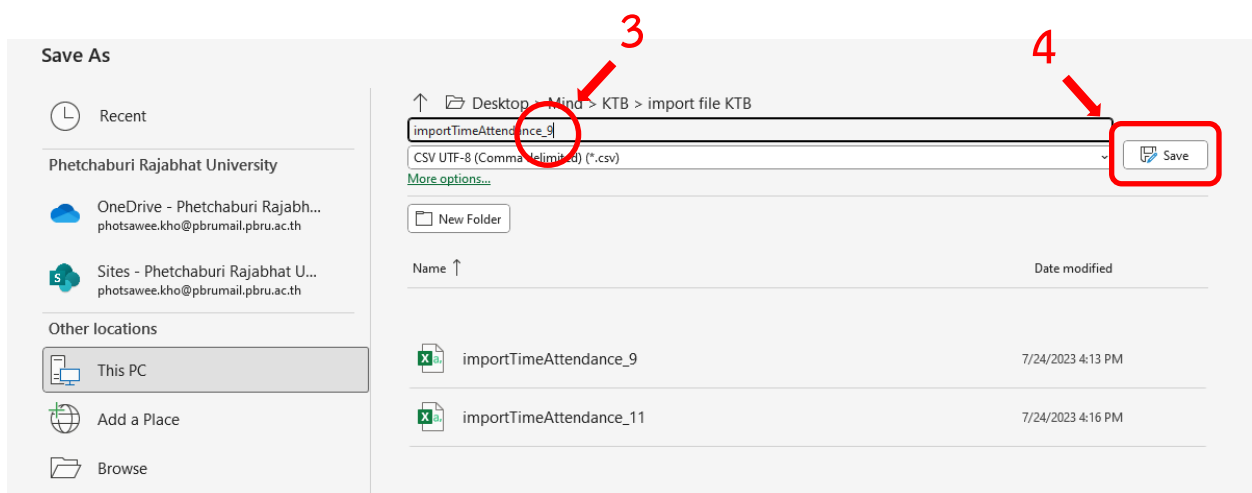 3
4
Save As
Recent
Phetchaburi Rajabhat University
OneDrive - Phetchaburi Rajabh...
photsawee.kho@pbrumail.pbru.ac.th
Sites - Phetchaburi Rajabhat U...
photsawee.kho@pbrumail.pbru.ac.th
Other locations
This PC
Add a Place
Browse
Desktop > Mind > KTB > import file KTB
importTimeAttendance_9
CSV UTF-8 (Comma delimited) (*.csv)
Save
More options...
New Folder
Name ↑ Date modified
importTimeAttendance_9 7/24/2023 4:13 PM
importTimeAttendance_11 7/24/2023 4:16 PM